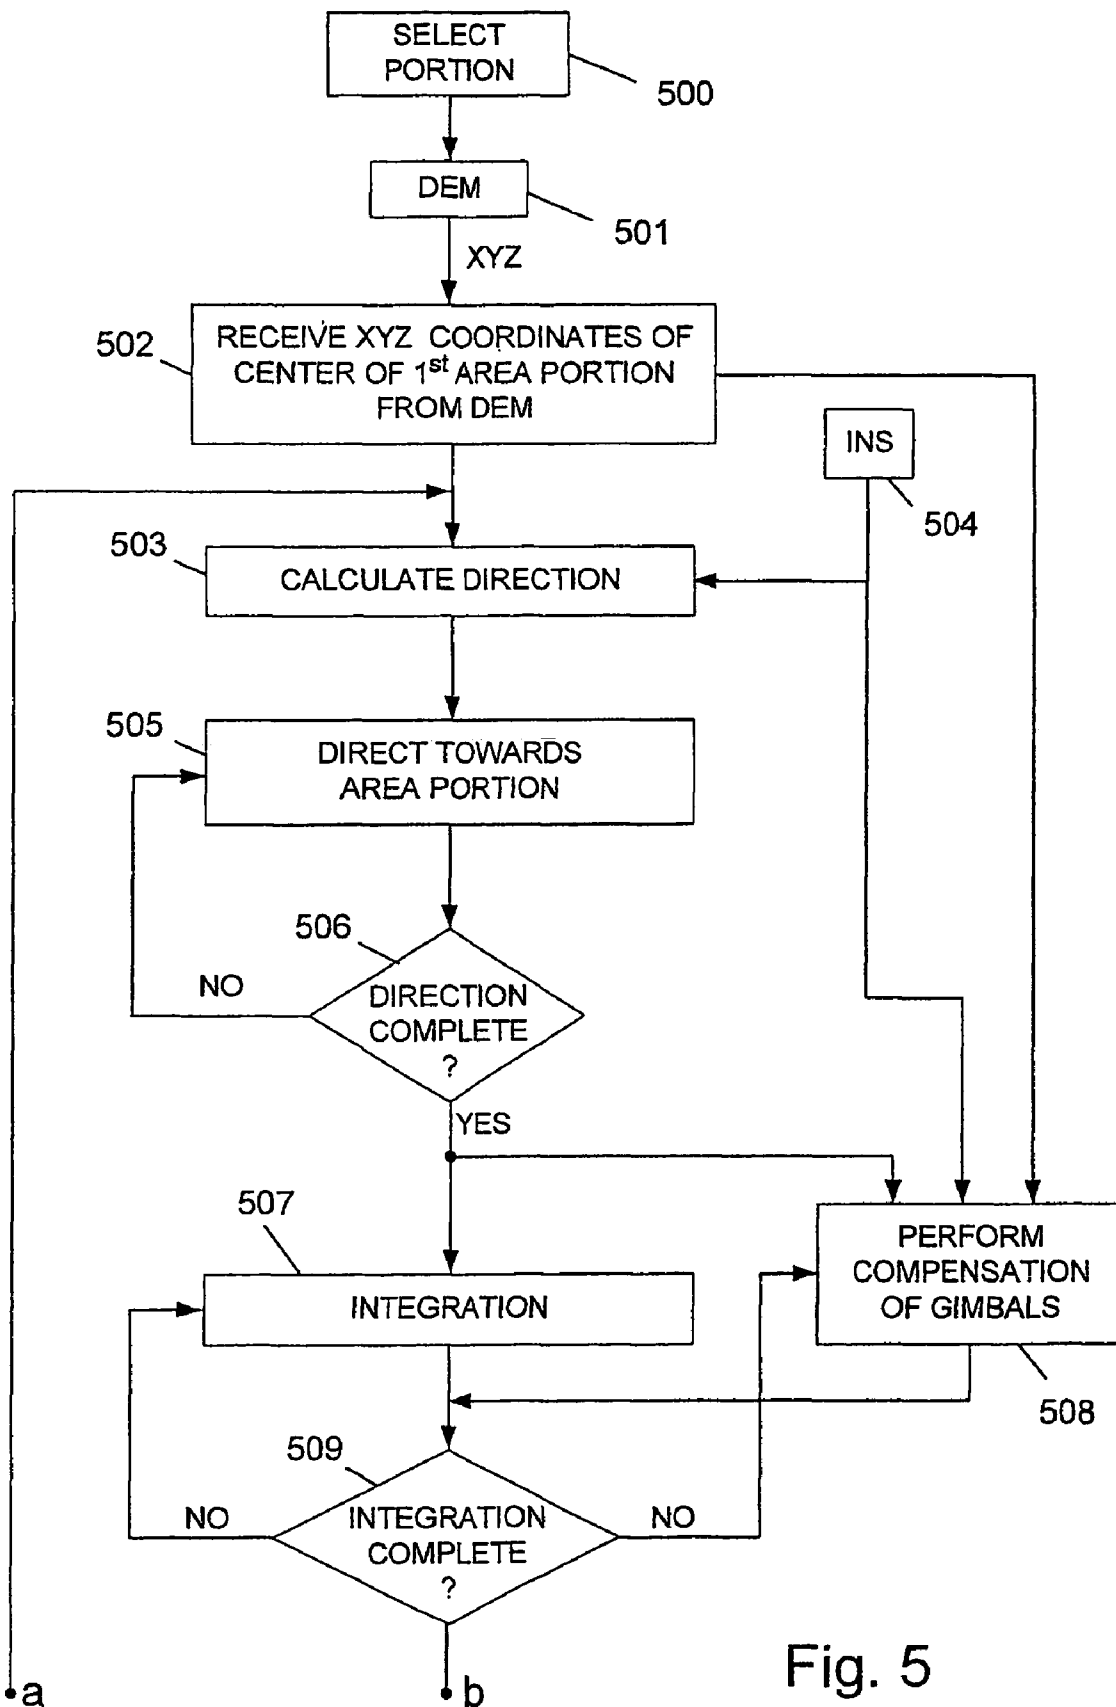 SELECT
PORTION
500
DEM
501
XYZ
502
RECEIVE XYZ COORDINATES OF
CENTER OF 1st AREA PORTION
FROM DEM
INS
504
503
CALCULATE DIRECTION
505
DIRECT TOWARDS
AREA PORTION
506
NO
DIRECTION
COMPLETE
?
YES
507
INTEGRATION
PERFORM
COMPENSATION
OF GIMBALS
508
509
NO
INTEGRATION
COMPLETE
?
NO
a
b
Fig. 5